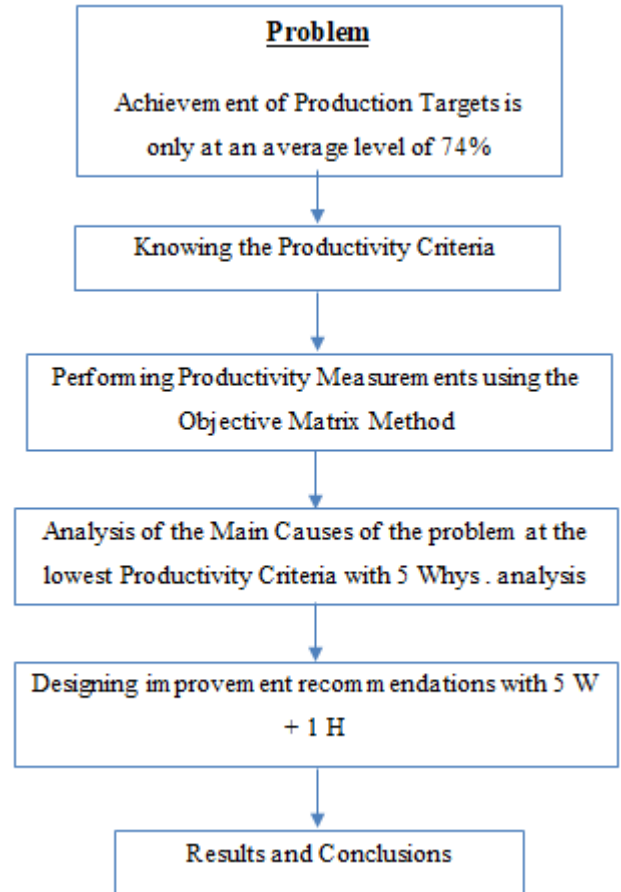 Problem
Achievement of Production Targets is
only at an average level of 74%
Knowing the Productivity Criteria
Performing Productivity Measurements using the
Objective Matrix Method
Analysis of the Main Causes of the problem at the
lowest Productivity Criteria with 5 Whys . analysis
Designing improvement recommendations with 5 W
+ 1 H
Results and Conclusions